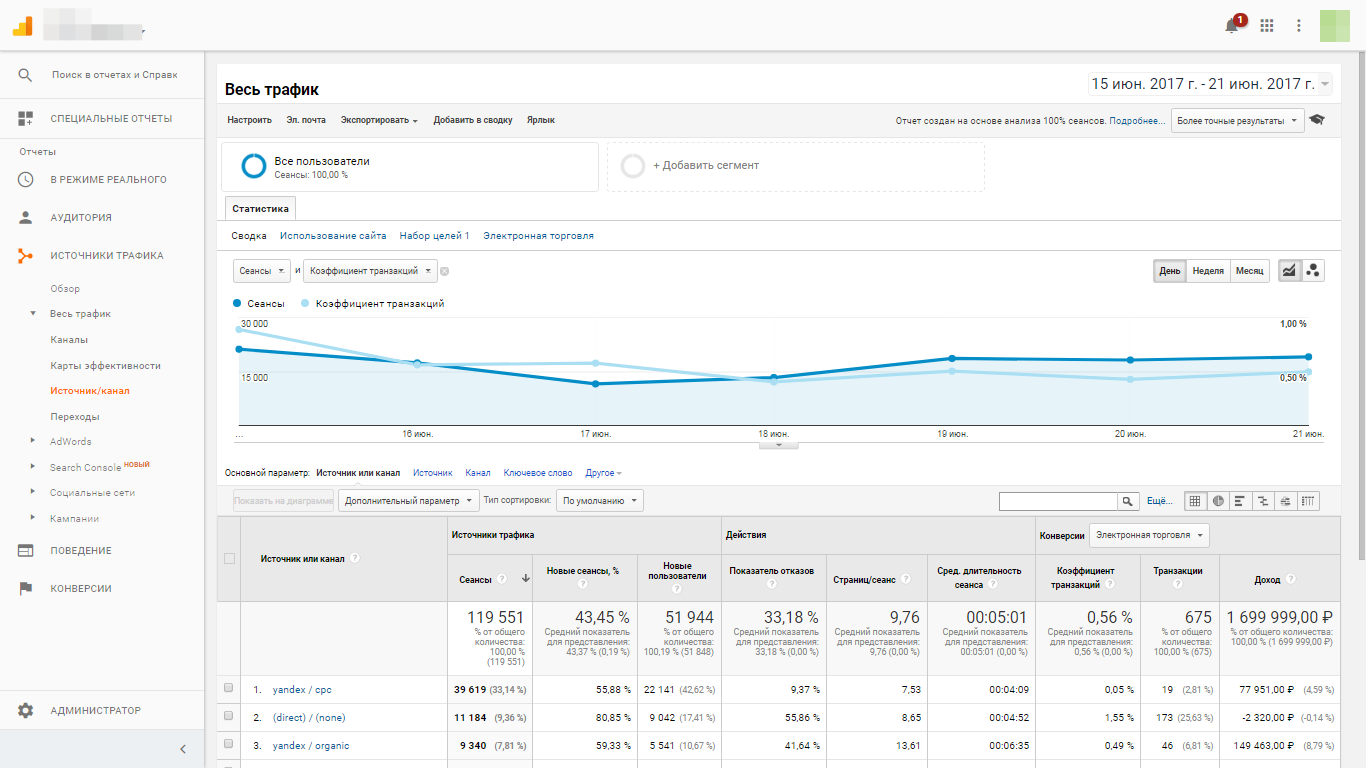 1
Поиск в отчетах и Справк
СПЕЦИАЛЬНЫЕ ОТЧЕТЫ
Отчеты
В РЕЖИМЕ РЕАЛЬНОГО
АУДИТОРИЯ
ИСТОЧНИКИ ТРАФИКА
Обзор
Весь трафик
Каналы
Карты эффективности
Источник/канал
Переходы
AdWords
Search Console НОВЫЙ
Социальные сети
Кампании
ПОВЕДЕНИЕ
КОНВЕРСИИ
АДМИНИСТРАТОР
Весь трафик
15 июн. 2017 г. - 21 июн. 2017 г.
Настроить Эл. почта Экспортировать Добавить в сводку Ярлык
Отчет создан на основе анализа 100% сеансов. Подробнее... Более точные результаты
Все пользователи
Сеансы: 100,00 %
+ Добавить сегмент
Статистика
Сводка Использование сайта Набор целей 1 Электронная торговля
Сеансы и Коэффициент транзакций День Неделя Месяц
Сеансы Коэффициент транзакций
30 000 1,00 %
15 000 0,50 %
... 16 июн. 17 июн. 18 июн. 19 июн. 20 июн. 21 июн.
Основной параметр: Источник или канал Источник Канал Ключевое слово Другое
Показать на диаграмме Дополнительный параметр Тип сортировки: По умолчанию Ещё...
Источник или канал ?
Источники трафика Действия Конверсии Электронная торговля
Сеансы ? Новые сеансы, % ? Новые пользователи ? Показатель отказов ? Страниц/сеанс ? Сред. длительность сеанса ? Коэффициент транзакций ? Транзакции ? Доход ?
119 551 43,45 % 51 944 33,18 % 9,76 00:05:01 0,56 % 675 1 699 999,00 ₽
% от общего Средний показатель % от общего Средний показатель Средний показатель Средний показатель Средний показатель % от общего % от общего количества:
количества: для представления: количества: для представления: для представления: для представления: для представления: количества: 100,00 % (1 699 999,00 ₽)
100,00 % 43,37 % (0,19 %) 100,19 % (51 848) 33,18 % (0,00 %) 9,76 (0,00 %) 00:05:01 (0,00 %) 0,56 % (0,00 %) 100,00 % (675)
(119 551)
1. yandex / cpc 39 619 (33,14 %) 55,88 % 22 141 (42,62 %) 9,37 % 7,53 00:04:09 0,05 % 19 (2,81 %) 77 951,00 ₽ (4,59 %)
2. (direct) / (none) 11 184 (9,36 %) 80,85 % 9 042 (17,41 %) 55,86 % 8,65 00:04:52 1,55 % 173 (25,63 %) -2 320,00 ₽ (-0,14 %)
3. yandex / organic 9 340 (7,81 %) 59,33 % 5 541 (10,67 %) 41,64 % 13,61 00:06:35 0,49 % 46 (6,81 %) 149 463,00 ₽ (8,79 %)